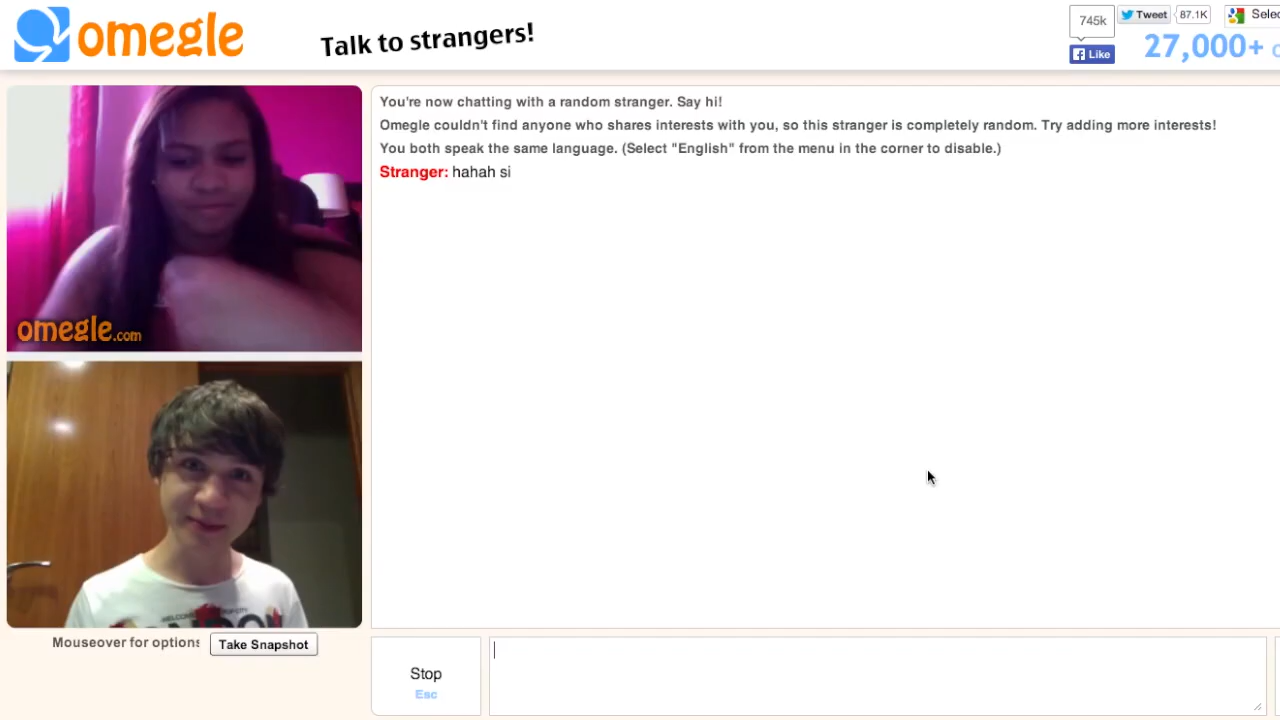 omegle
Talk to strangers!
745k
Like
Tweet
87.1K
27,000+
You're now chatting with a random stranger. Say hi!
Omegle couldn't find anyone who shares interests with you, so this stranger is completely random. Try adding more interests!
You both speak the same language. (Select "English" from the menu in the corner to disable.)
Stranger: hahah si
omegle.com
Mouseover for options
Take Snapshot
Stop
Esc